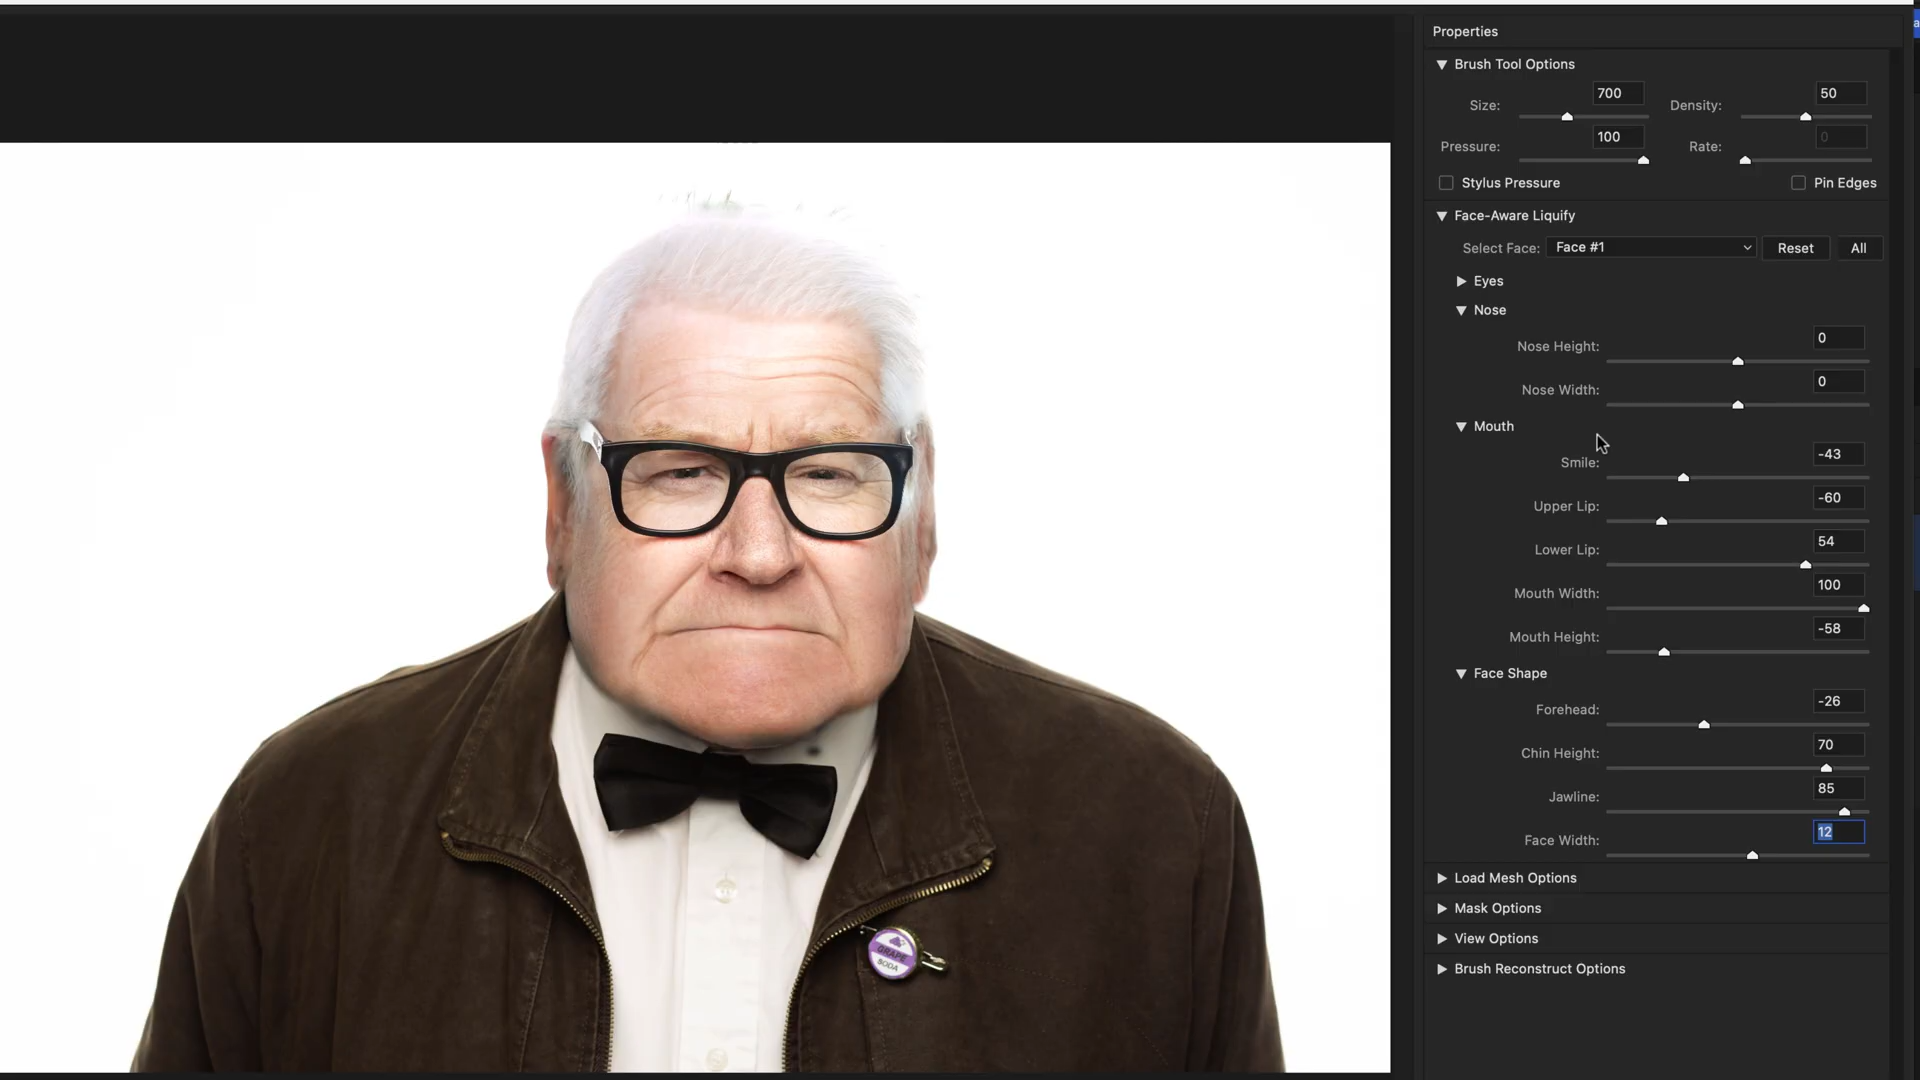 Properties
Brush Tool Options
Size: 700 Density: 50
Pressure: 100 Rate: 0
Stylus Pressure Pin Edges
Face-Aware Liquify
Select Face: Face #1 Reset All
Eyes
Nose
Nose Height: 0
Nose Width: 0
Mouth
Smile: -43
Upper Lip: -60
Lower Lip: 54
Mouth Width: 100
Mouth Height: -58
Face Shape
Forehead: -26
Chin Height: 70
Jawline: 85
Face Width: 12
Load Mesh Options
Mask Options
View Options
Brush Reconstruct Options
GRAPE
SODA